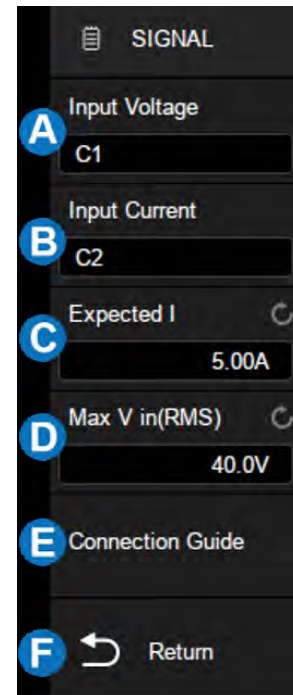 SIGNAL
A
Input Voltage
C1
B
Input Current
C2
C
Expected I
5.00A
D
Max V in(RMS)
40.0V
E
Connection Guide
F
Return